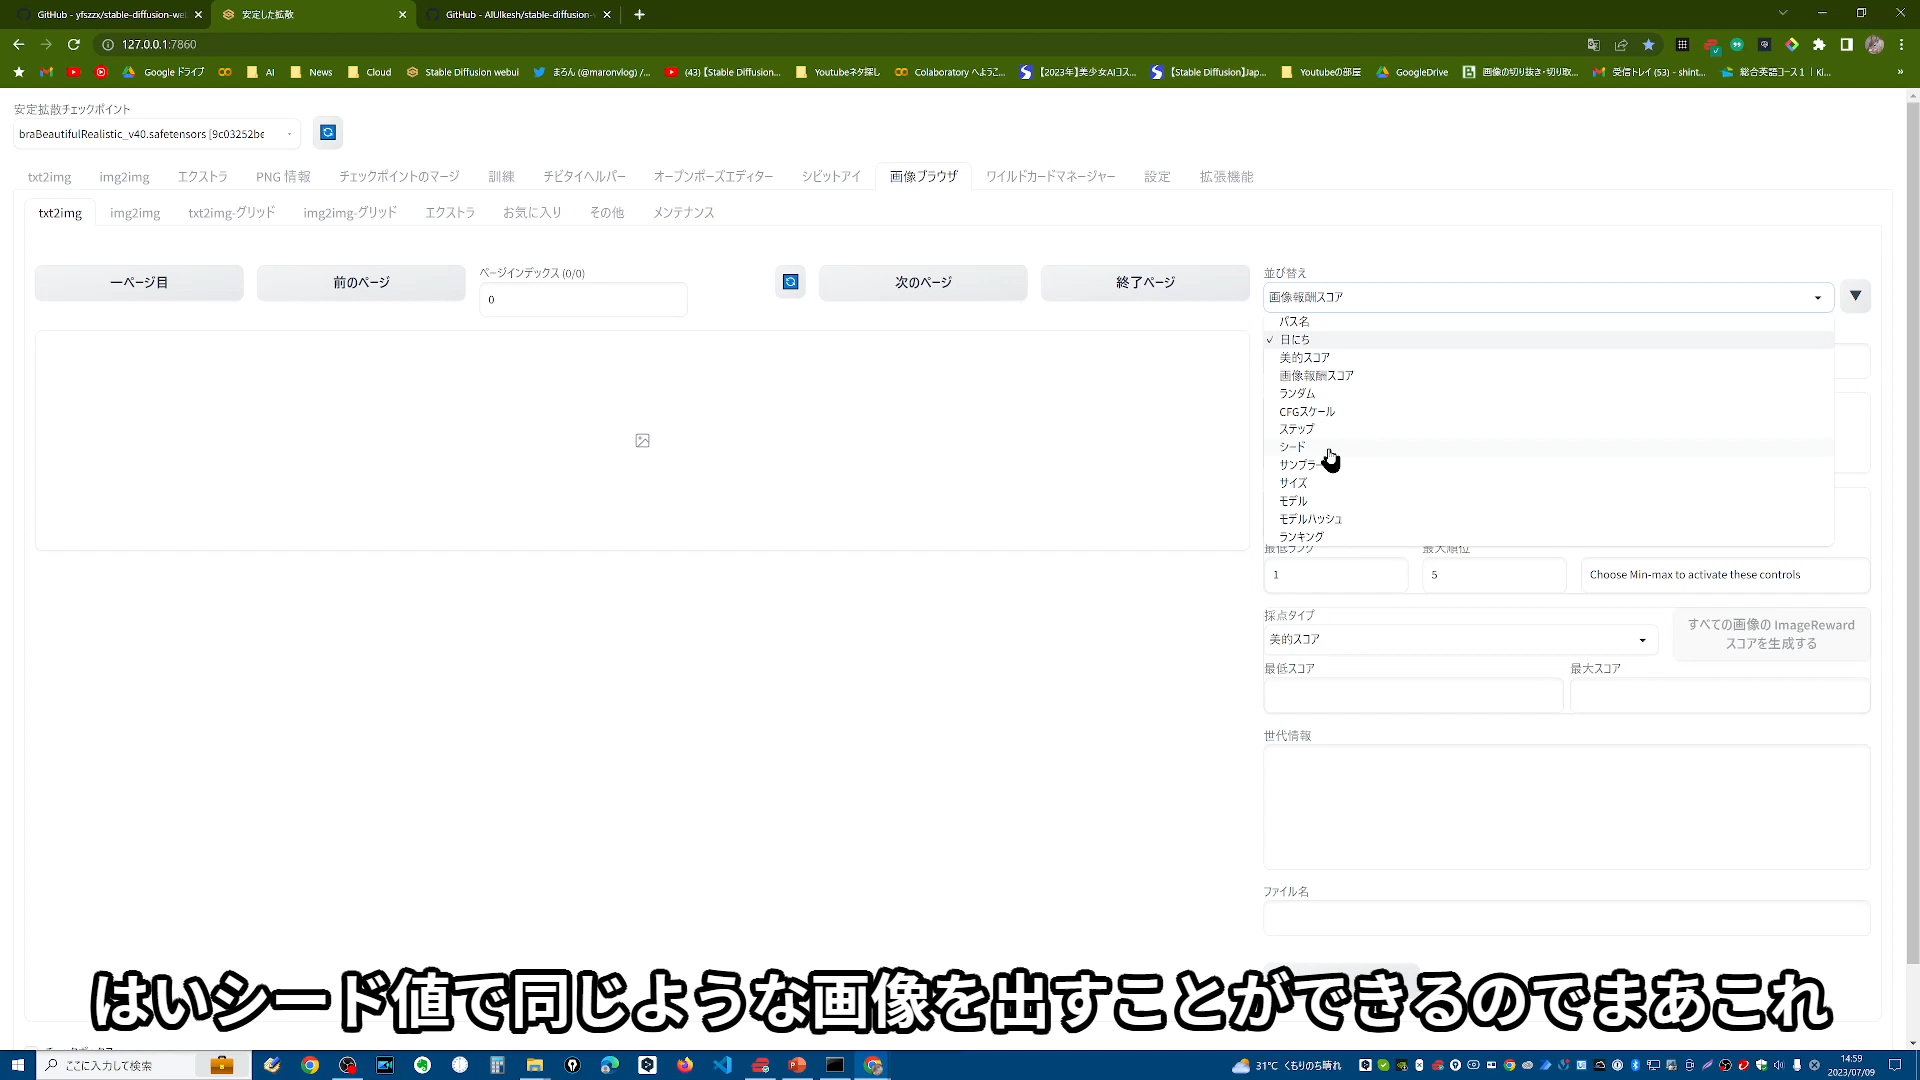 GitHub - yfszzx/stable-diffusion-wel
安定した拡散
GitHub - AlUlkesh/stable-diffusion-
127.0.0.1:7860
Google ドライブ
AI
News
Cloud
Stable Diffusion webui
まろん (@maronvlog) /...
(43)【Stable Diffusion...
Youtubeネタ探し
Colaboratory へようこ...
【2023年】美少女AIコス...
【Stable Diffusion】Jap...
Youtubeの部屋
GoogleDrive
画像の切り抜き・切り取...
受信トレイ (53) - shint...
総合英語コース１ | Ki...
安定拡散チェックポイント
braBeautifulRealistic_v40.safetensors [9c03252be
txt2img
img2img
エクストラ
PNG 情報
チェックポイントのマージ
訓練
チビタイヘルパー
オープンポーズエディター
シビットアイ
画像ブラウザ
ワイルドカードマネージャー
設定
拡張機能
txt2img
img2img
txt2img-グリッド
img2img-グリッド
エクストラ
お気に入り
その他
メンテナンス
一ページ目
前のページ
ページインデックス (0/0)
0
次のページ
終了ページ
並び替え
画像報酬スコア
パス名
✓ 日にち
美的スコア
画像報酬スコア
ランダム
CFGスケール
ステップ
シード
サンプラー
サイズ
モデル
モデルハッシュ
ランキング
最低ランク
最大順位
1
5
Choose Min-max to activate these controls
採点タイプ
美的スコア
すべての画像の ImageReward
スコアを生成する
最低スコア
最大スコア
世代情報
ファイル名
はいシード値で同じような画像を出すことができるのでまあこれ
ここに入力して検索
31°C くもりのち晴れ
14:59
2023/07/09